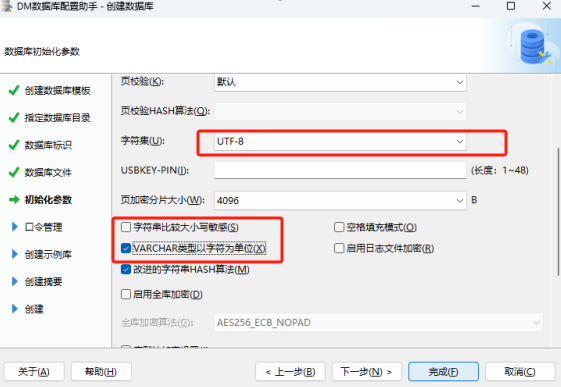 DM数据库配置助手 - 创建数据库
数据库初始化参数
创建数据库模板
指定数据库目录
数据库标识
数据库文件
初始化参数
口令管理
创建示例库
创建摘要
创建
页校验(K): 默认
页校验HASH算法(Q):
字符集(U): UTF-8
USBKEY-PIN(I): (长度：1~48)
页加密分片大小(W): 4096 B
字符串比较大小写敏感(S) 空格填充模式(O)
VARCHAR类型以字符为单位(X) 启用日志文件加密(R)
改进的字符串HASH算法(M)
启用全库加密(D)
全库加密算法(G): AES256_ECB_NOPAD
关于(A) 帮助(H) < 上一步(B) 下一步(N) > 完成(F) 取消(C)